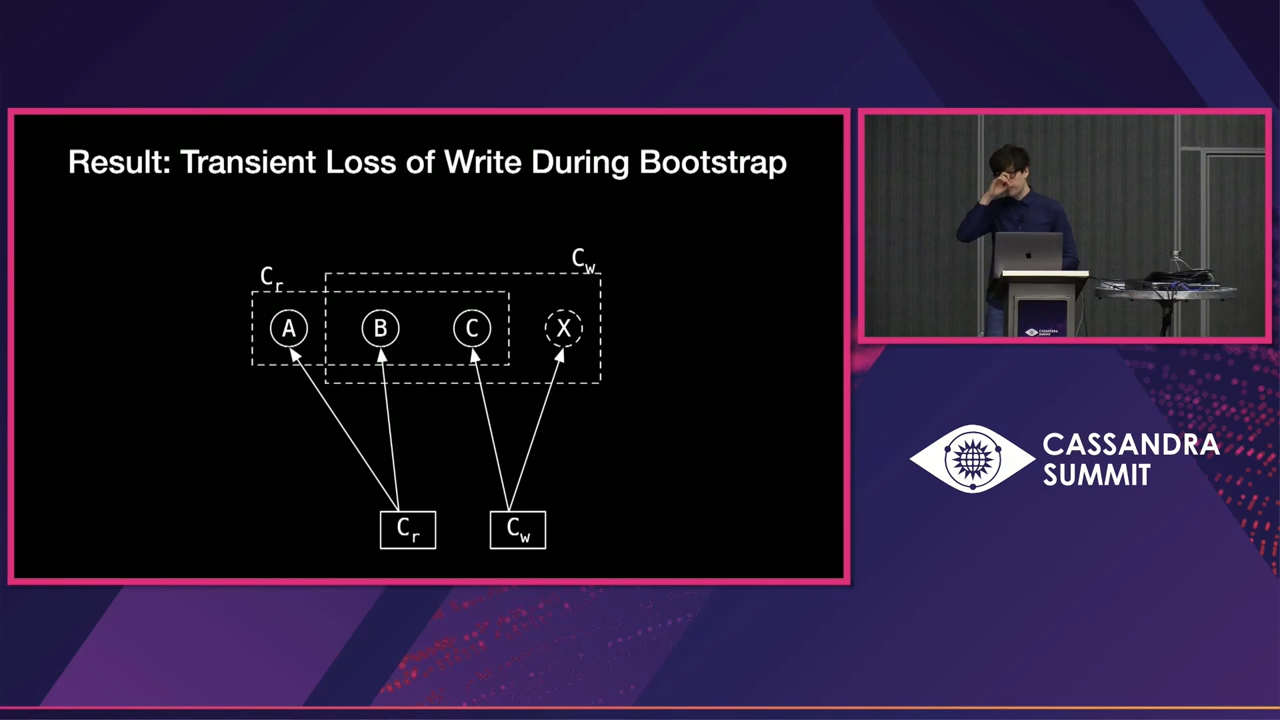 Result: Transient Loss of Write During Bootstrap
Cr
Cw
A
B
C
X
Cr
Cw
CASSANDRA
SUMMIT